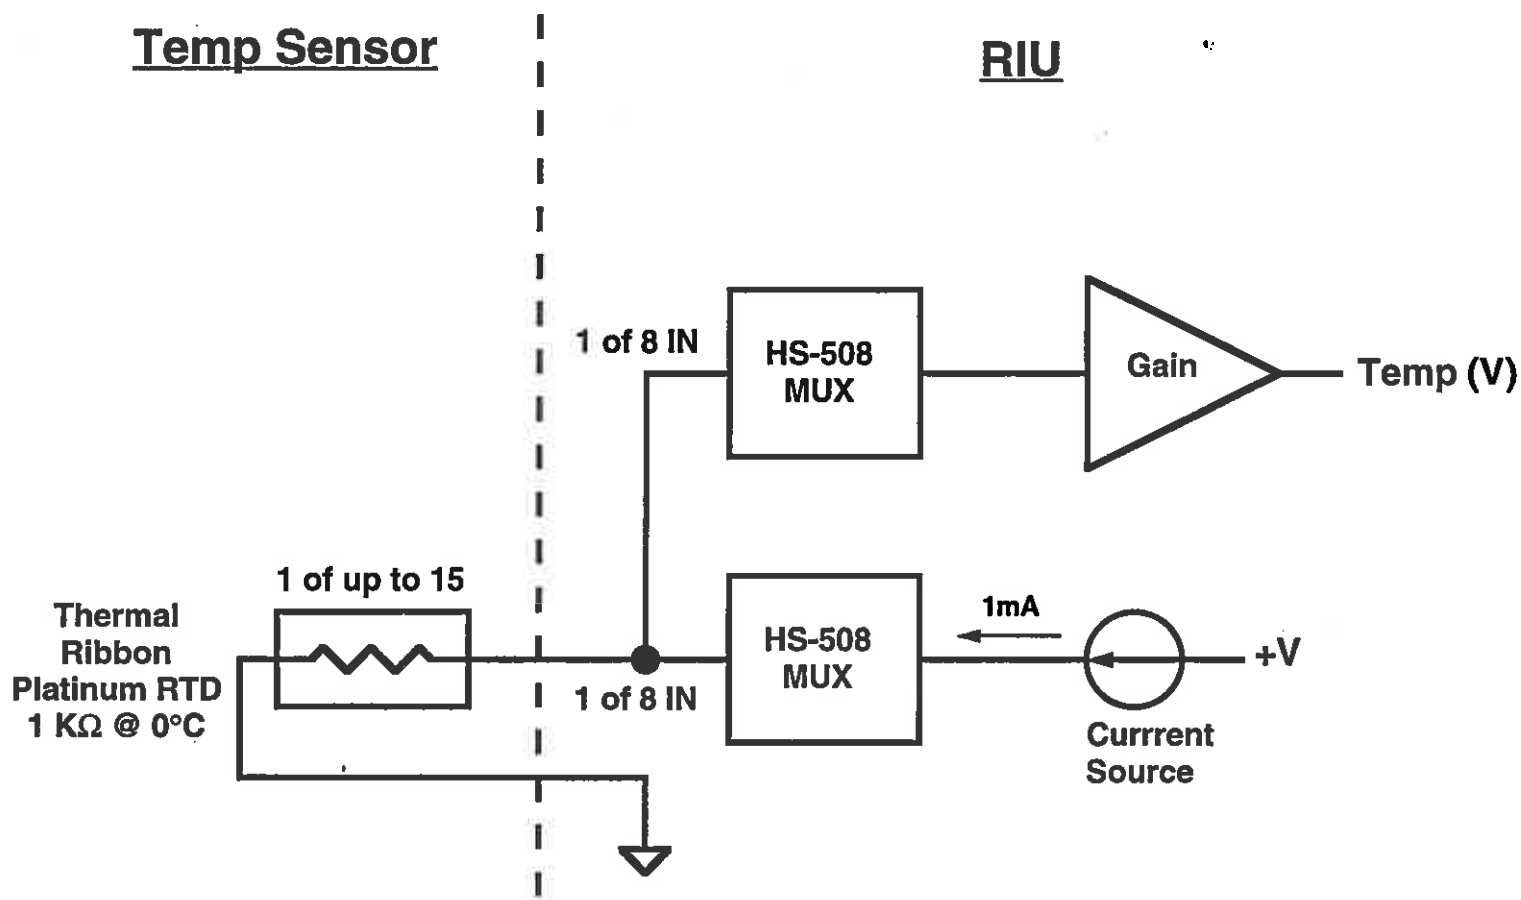 Temp Sensor
RIU
1 of 8 IN
HS-508
MUX
Gain
Temp (V)
1 of up to 15
Thermal
Ribbon
Platinum RTD
1 KΩ @ 0°C
1 of 8 IN
HS-508
MUX
1mA
+V
Currrent
Source